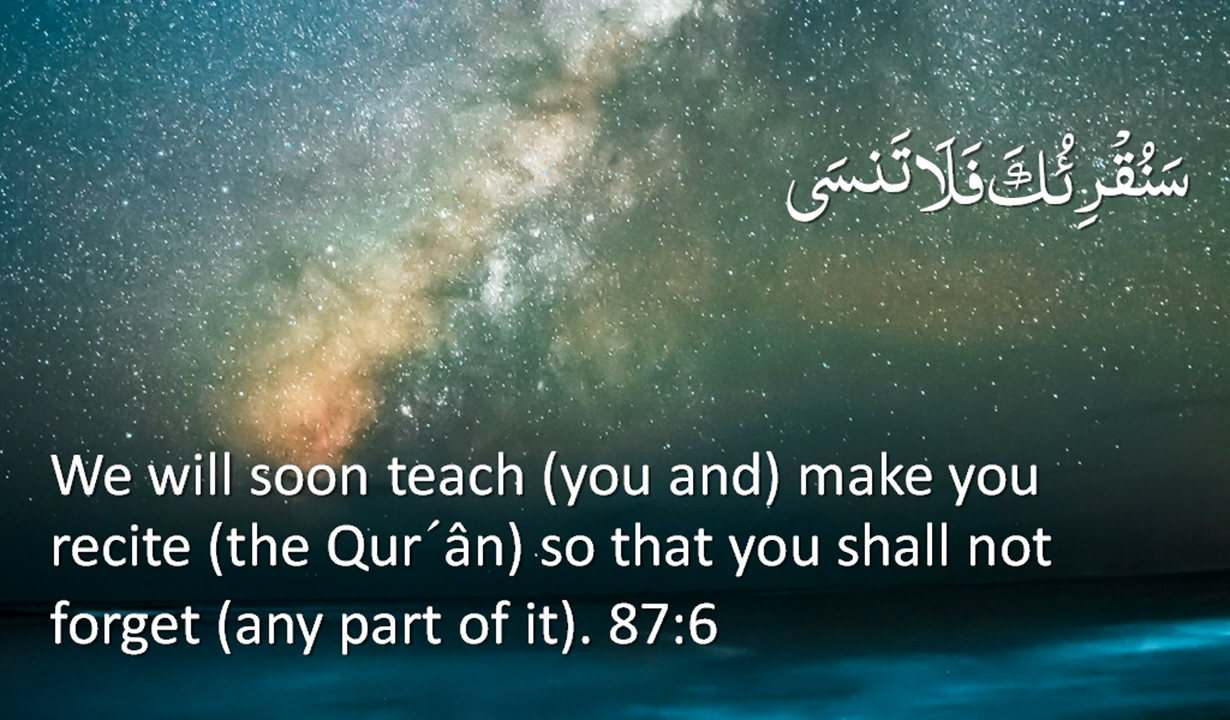 سَنُقْرِئُكَ فَلَا تَنسَى
We will soon teach (you and) make you
recite (the Qur´ân) so that you shall not
forget (any part of it). 87:6